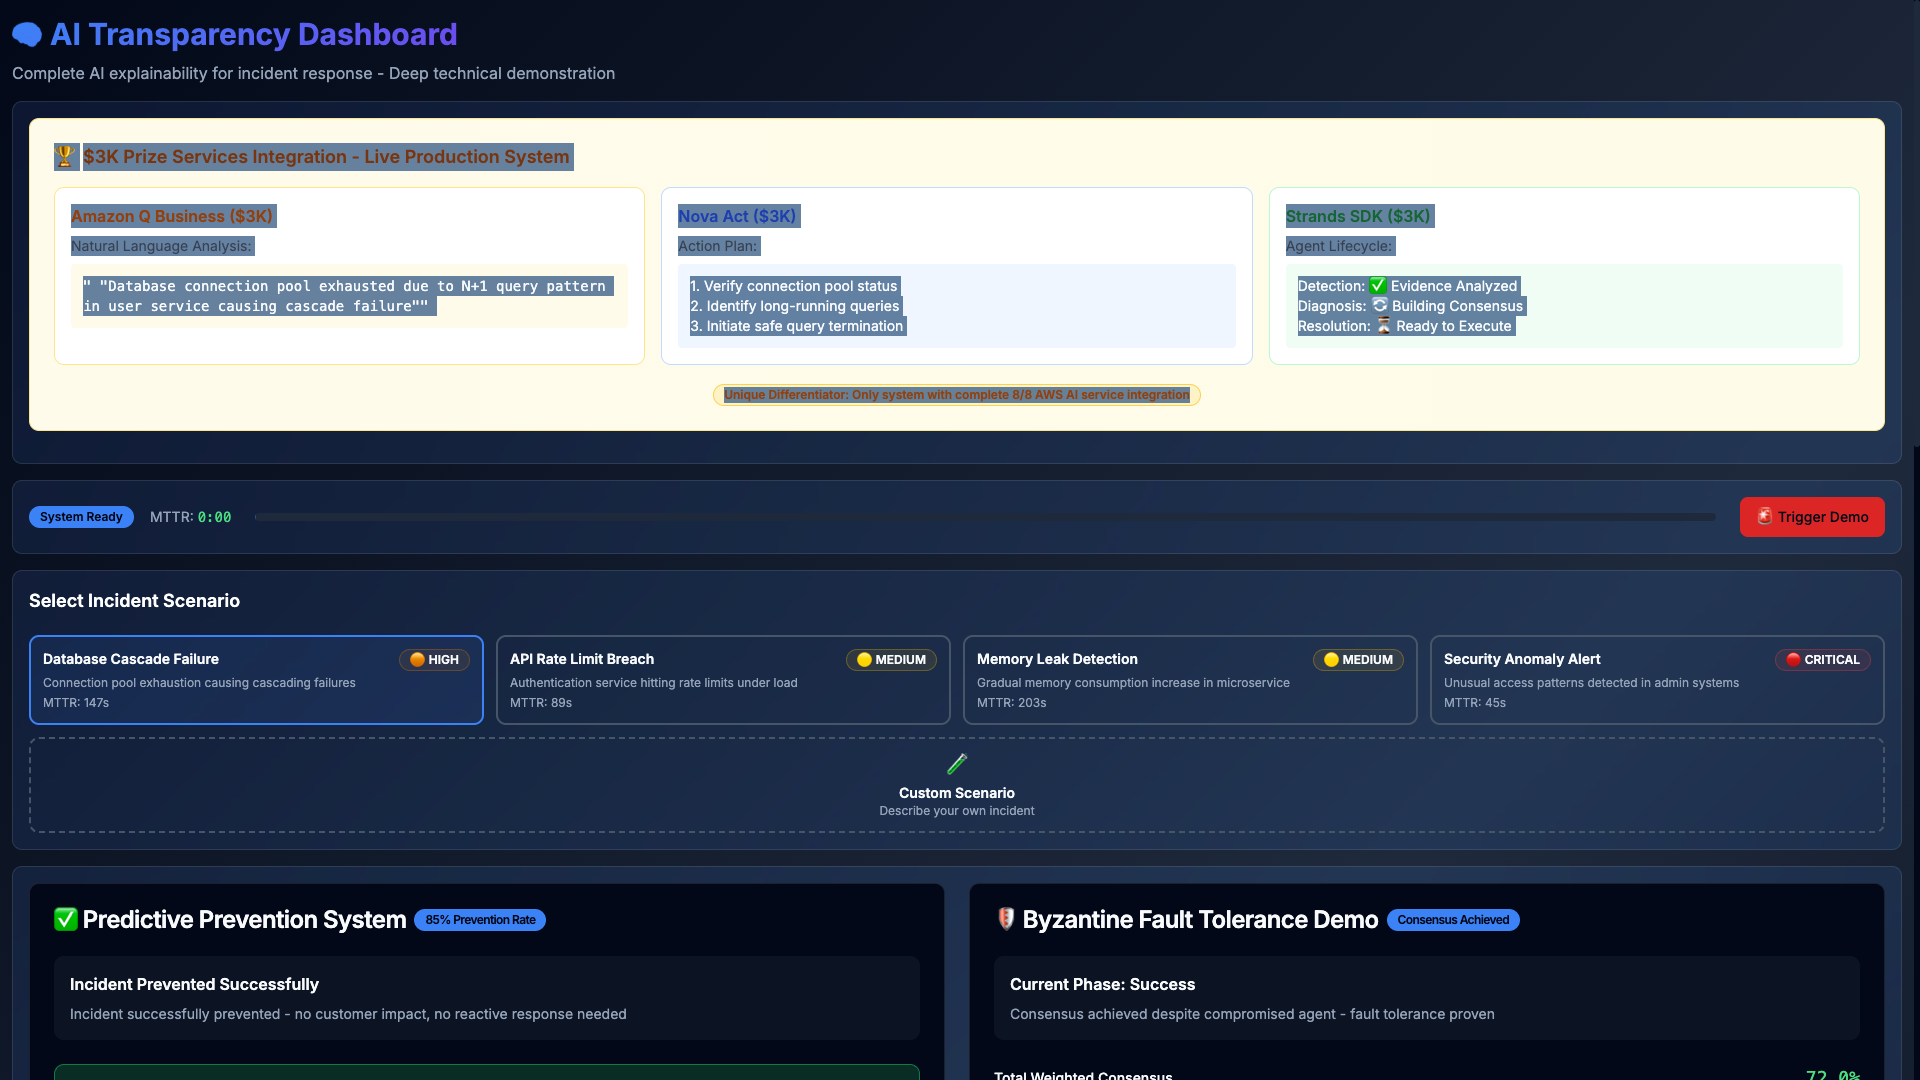 AI Transparency Dashboard
Complete AI explainability for incident response - Deep technical demonstration
🏆 $3K Prize Services Integration - Live Production System
Amazon Q Business ($3K)
Natural Language Analysis:
" "Database connection pool exhausted due to N+1 query pattern
in user service causing cascade failure""
Nova Act ($3K)
Action Plan:
1. Verify connection pool status
2. Identify long-running queries
3. Initiate safe query termination
Strands SDK ($3K)
Agent Lifecycle:
Detection: ✅ Evidence Analyzed
Diagnosis: 🔄 Building Consensus
Resolution: ⏳ Ready to Execute
Unique Differentiator: Only system with complete 8/8 AWS AI service integration
System Ready
MTTR: 0:00
🚨 Trigger Demo
Select Incident Scenario
Database Cascade Failure
🟠 HIGH
Connection pool exhaustion causing cascading failures
MTTR: 147s
API Rate Limit Breach
🟡 MEDIUM
Authentication service hitting rate limits under load
MTTR: 89s
Memory Leak Detection
🟡 MEDIUM
Gradual memory consumption increase in microservice
MTTR: 203s
Security Anomaly Alert
🔴 CRITICAL
Unusual access patterns detected in admin systems
MTTR: 45s
Custom Scenario
Describe your own incident
✅ Predictive Prevention System
85% Prevention Rate
Incident Prevented Successfully
Incident successfully prevented - no customer impact, no reactive response needed
Byzantine Fault Tolerance Demo
Consensus Achieved
Current Phase: Success
Consensus achieved despite compromised agent - fault tolerance proven
Total Weighted Consensus
72.0%